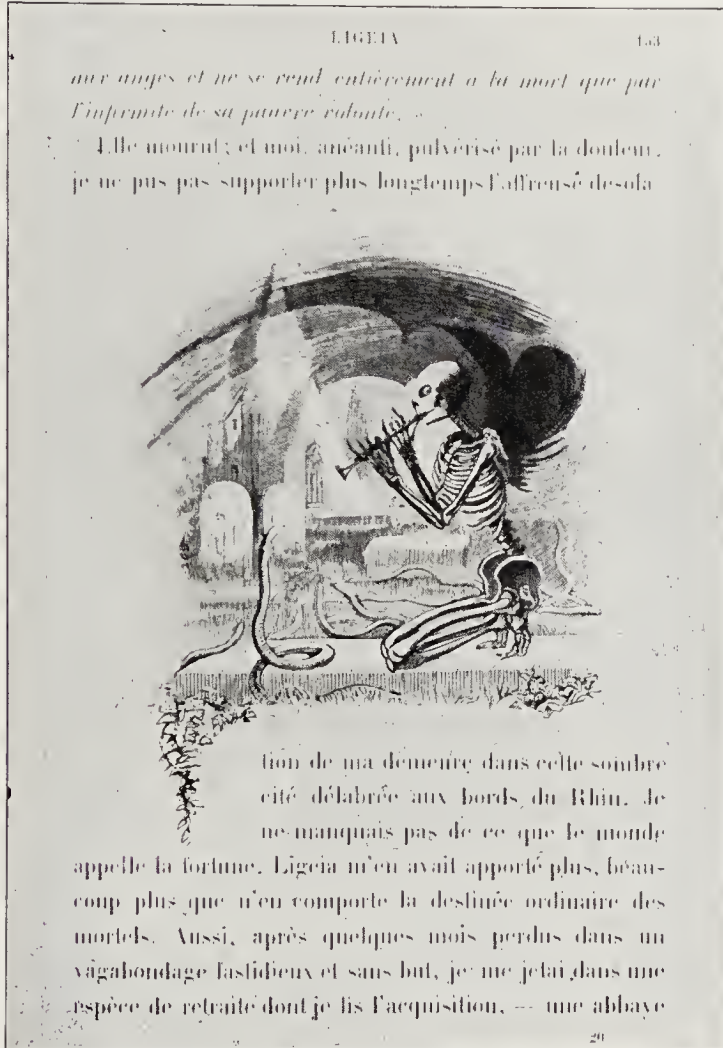 LIGEIA 153
aux anges et ne se rend entièrement à la mort que par
l'infirmité de sa pauvre volonté. »
Elle mourut; et moi, anéanti, pulvérisé par la douleur,
je ne pus pas supporter plus longtemps l'affreuse désola
tion de ma demeure dans cette sombre
cité délabrée aux bords du Rhin. Je
ne manquais pas de ce que le monde
appelle la fortune. Ligeia m'en avait apporté plus, beau-
coup plus que n'en comporte la destinée ordinaire des
mortels. Aussi, après quelques mois perdus dans un
vagabondage fastidieux et sans but, je me jetai dans une
espèce de retraite dont je fis l'acquisition, — une abbaye
20